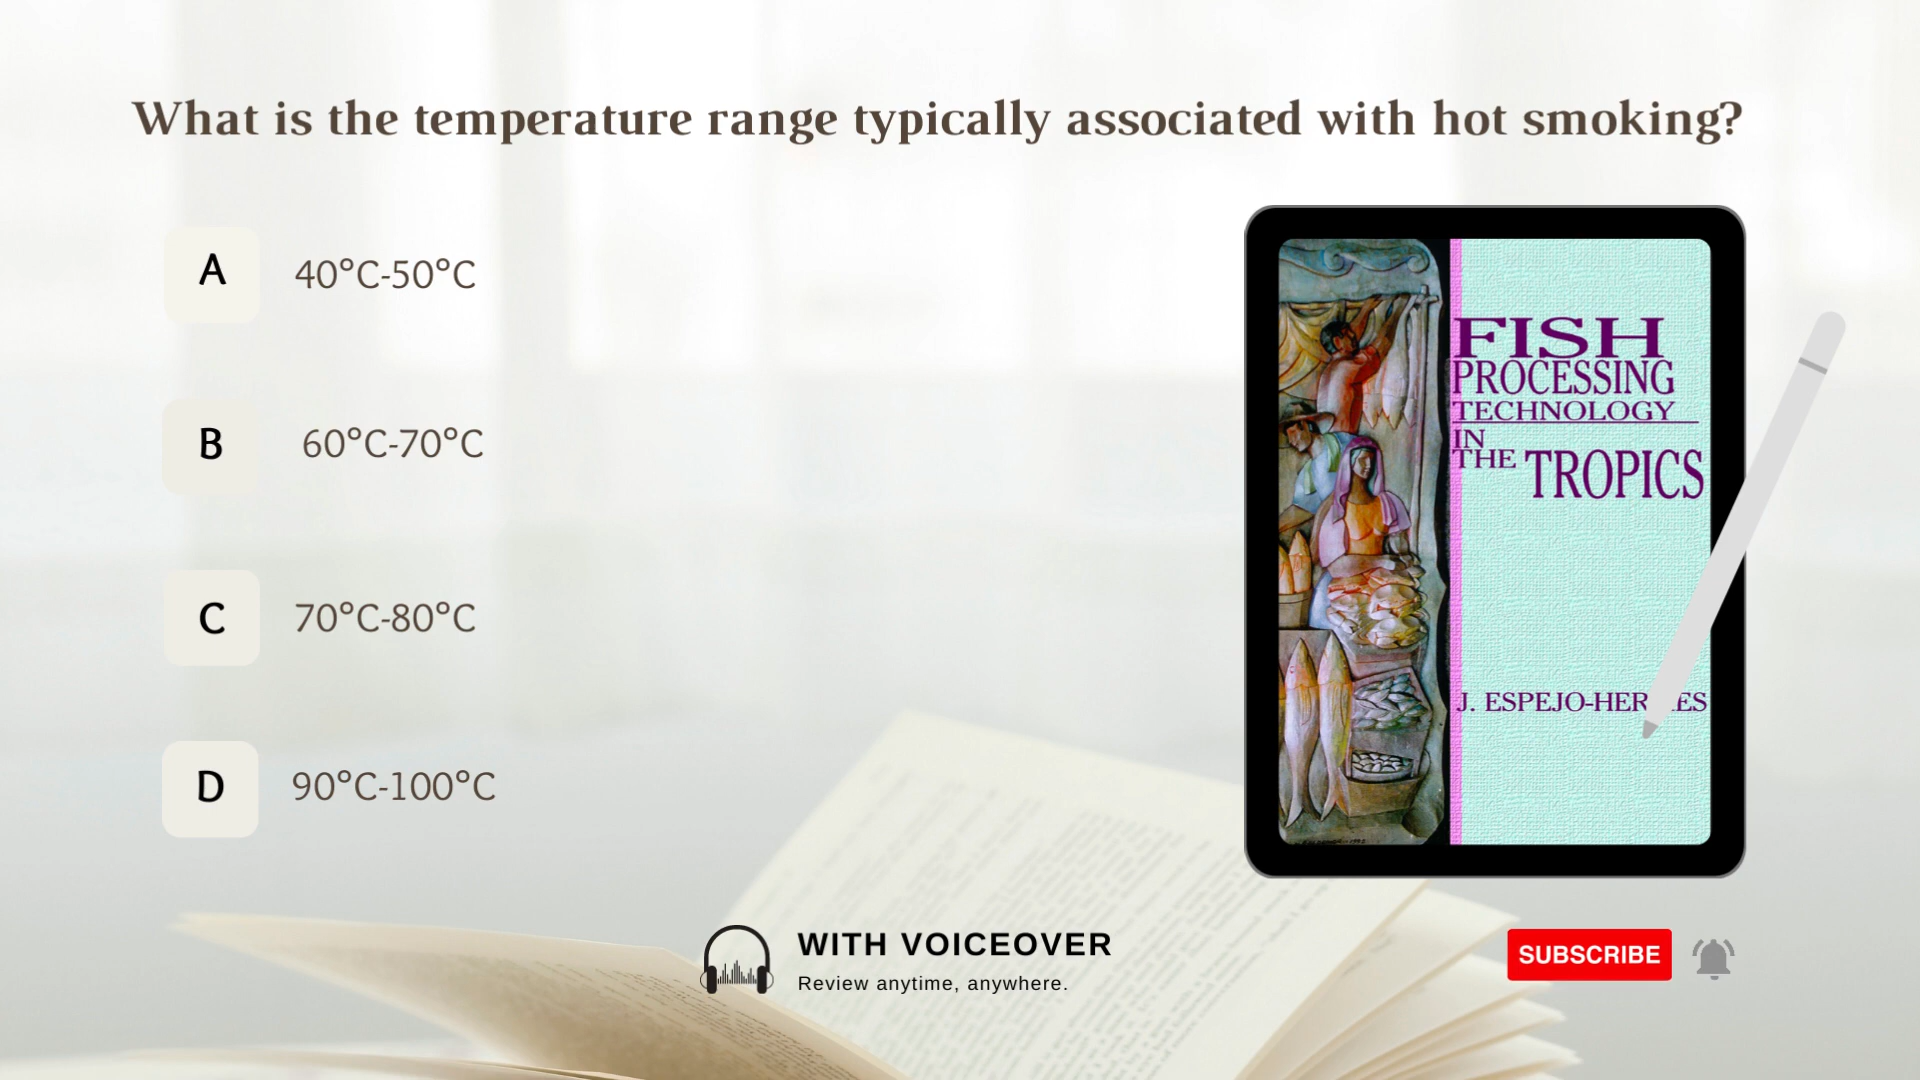 What is the temperature range typically associated with hot smoking?
A
40°C-50°C
B
60°C-70°C
C
70°C-80°C
D
90°C-100°C
FISH
PROCESSING
TECHNOLOGY
IN
THE TROPICS
J.
WITH VOICEOVER
Review anytime, anywhere.
SUBSCRIBE